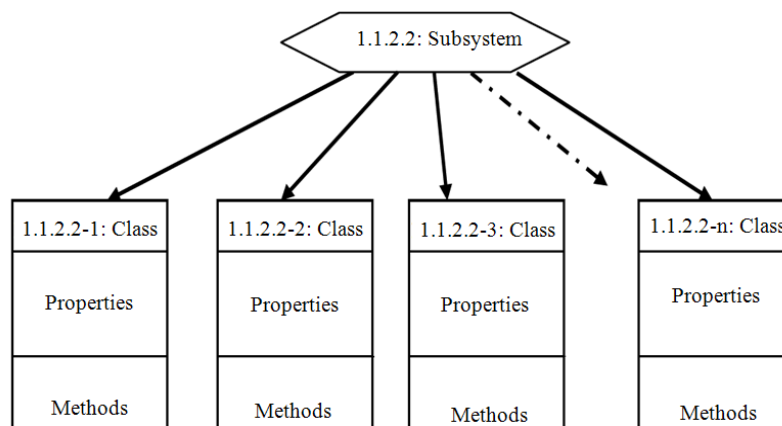 1.1.2.2: Subsystem
1.1.2.2-1: Class
1.1.2.2-2: Class
1.1.2.2-3: Class
1.1.2.2-n: Class
Properties
Properties
Properties
Properties
Methods
Methods
Methods
Methods